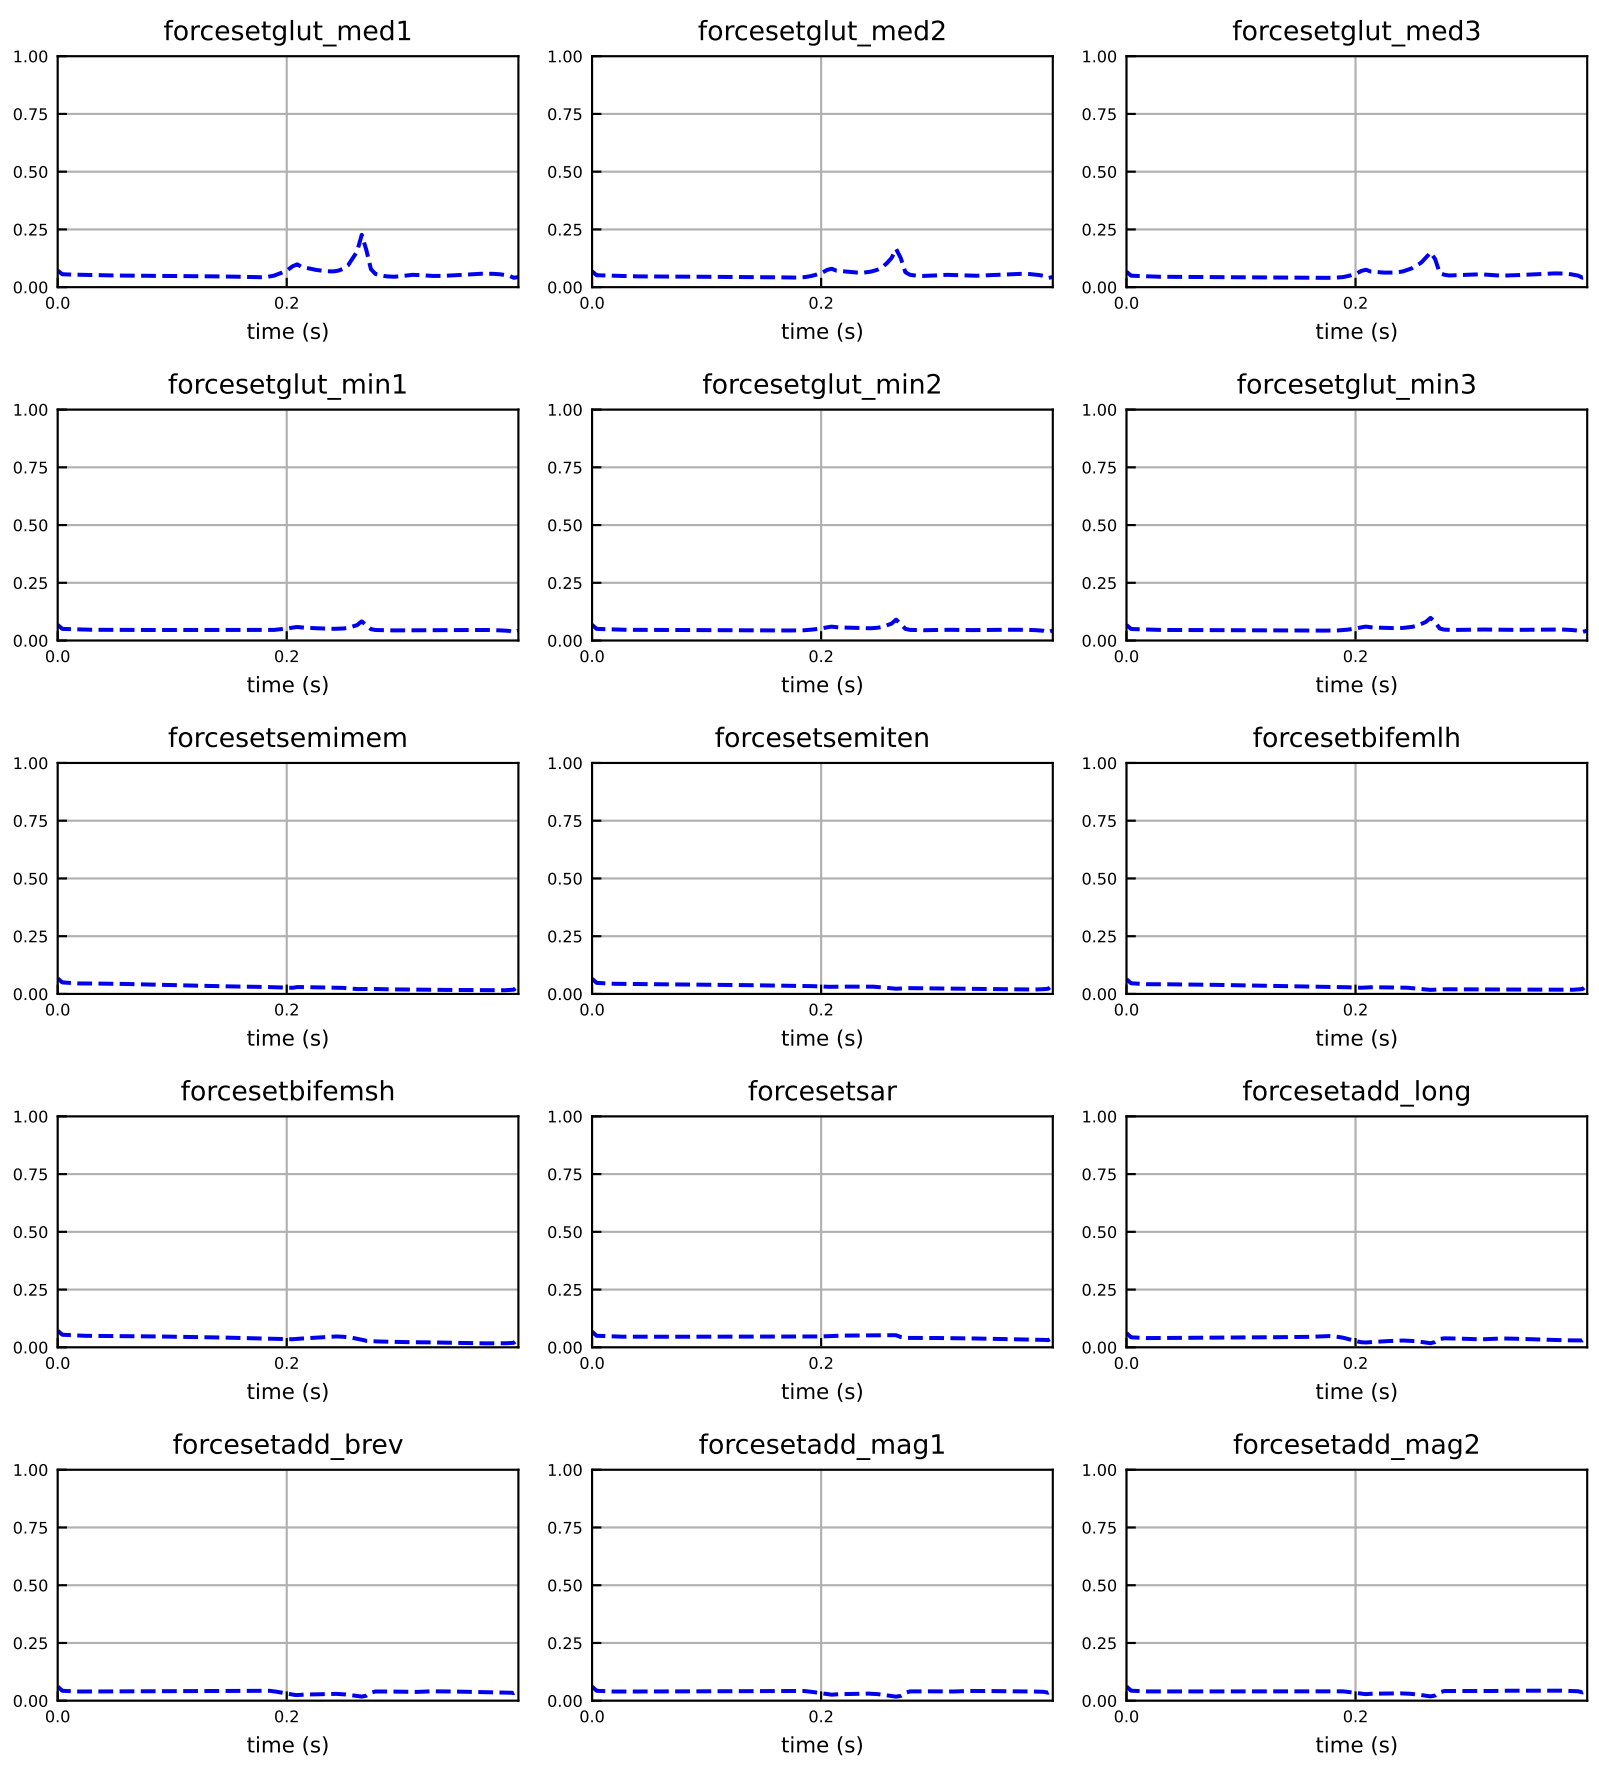 forcesetglut_med1 forcesetglut_med2 forcesetglut_med3
1.00 1.00 1.00
0.75 0.75 0.75
0.50 0.50 0.50
0.25 0.25 0.25
0.00 0.00 0.00
0.0 0.2 0.0 0.2 0.0 0.2
time (s) time (s) time (s)
forcesetglut_min1 forcesetglut_min2 forcesetglut_min3
1.00 1.00 1.00
0.75 0.75 0.75
0.50 0.50 0.50
0.25 0.25 0.25
0.00 0.00 0.00
0.0 0.2 0.0 0.2 0.0 0.2
time (s) time (s) time (s)
forcesetsemimem forcesetsemiten forcesetbifemlh
1.00 1.00 1.00
0.75 0.75 0.75
0.50 0.50 0.50
0.25 0.25 0.25
0.00 0.00 0.00
0.0 0.2 0.0 0.2 0.0 0.2
time (s) time (s) time (s)
forcesetbifemsh forcesetsar forcesetadd_long
1.00 1.00 1.00
0.75 0.75 0.75
0.50 0.50 0.50
0.25 0.25 0.25
0.00 0.00 0.00
0.0 0.2 0.0 0.2 0.0 0.2
time (s) time (s) time (s)
forcesetadd_brev forcesetadd_mag1 forcesetadd_mag2
1.00 1.00 1.00
0.75 0.75 0.75
0.50 0.50 0.50
0.25 0.25 0.25
0.00 0.00 0.00
0.0 0.2 0.0 0.2 0.0 0.2
time (s) time (s) time (s)